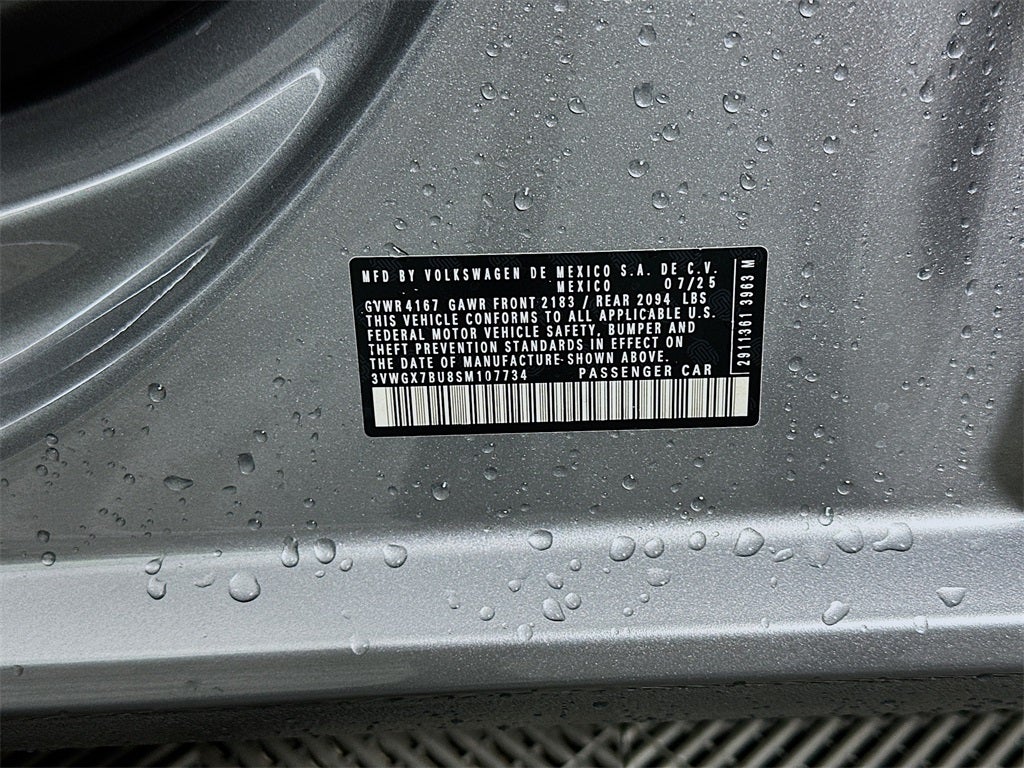 MFD BY VOLKSWAGEN DE MEXICO S.A. DE C.V.
MEXICO 07/25
GVWR 4167 GAWR FRONT 2183 / REAR 2094 LBS
THIS VEHICLE CONFORMS TO ALL APPLICABLE U.S.
FEDERAL MOTOR VEHICLE SAFETY, BUMPER AND
THEFT PREVENTION STANDARDS IN EFFECT ON
THE DATE OF MANUFACTURE SHOWN ABOVE.
3VWGX7BU8SM107734 PASSENGER CAR
2911361 3963 M